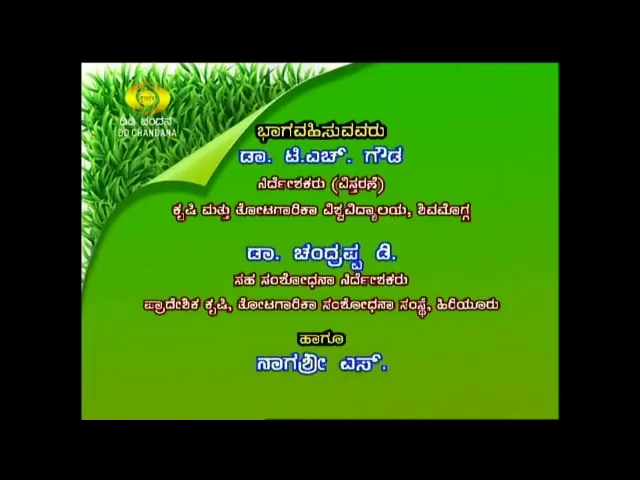 ಡಿಡಿ ಚಂದನ
DD CHANDANA
ಭಾಗವಹಿಸುವವರು
ಡಾ. ಟಿ.ಎಚ್. ಗೌಡ
ನಿರ್ದೇಶಕರು (ವಿಸ್ತರಣೆ)
ಕೃಷಿ ಮತ್ತು ತೋಟಗಾರಿಕಾ ವಿಶ್ವವಿದ್ಯಾಲಯ, ಶಿವಮೊಗ್ಗ
ಡಾ. ಚಂದ್ರಪ್ಪ ಡಿ.
ಸಹ ಸಂಶೋಧನಾ ನಿರ್ದೇಶಕರು
ಪ್ರಾದೇಶಿಕ ಕೃಷಿ, ತೋಟಗಾರಿಕಾ ಸಂಶೋಧನಾ ಸಂಸ್ಥೆ, ಹಿರಿಯೂರು
ಹಾಗೂ
ನಾಗಶ್ರೀ ಎಸ್.